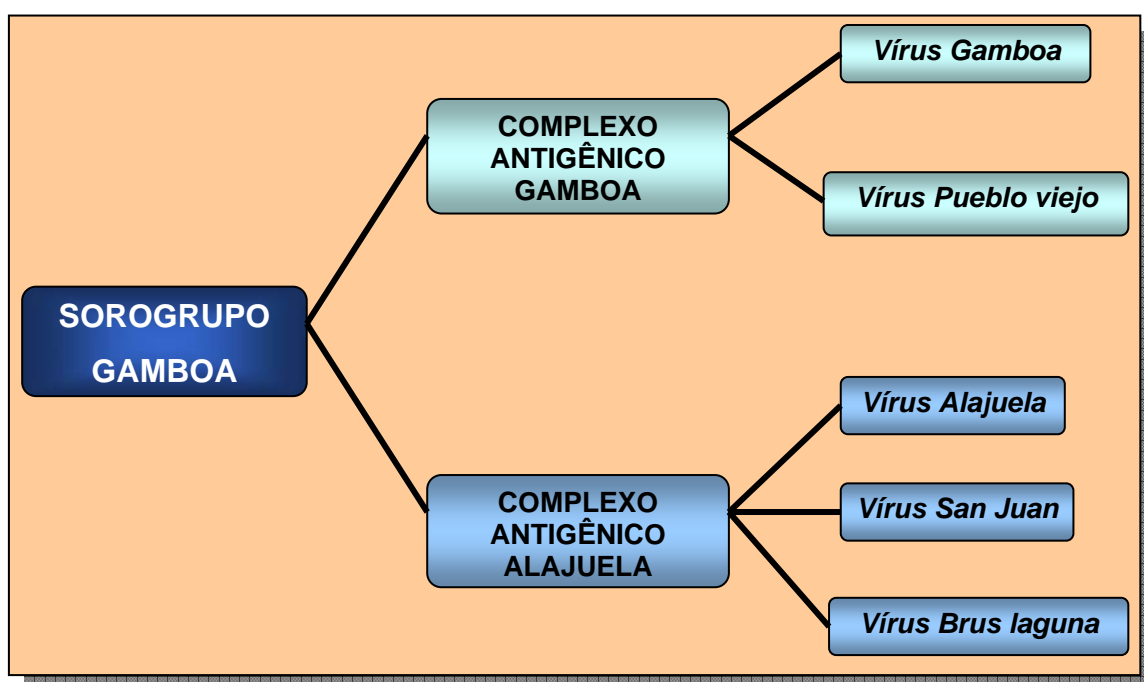 SOROGRUPO
GAMBOA
COMPLEXO
ANTIGÊNICO
GAMBOA
Vírus Gamboa
Vírus Pueblo viejo
COMPLEXO
ANTIGÊNICO
ALAJUELA
Vírus Alajuela
Vírus San Juan
Vírus Brus laguna